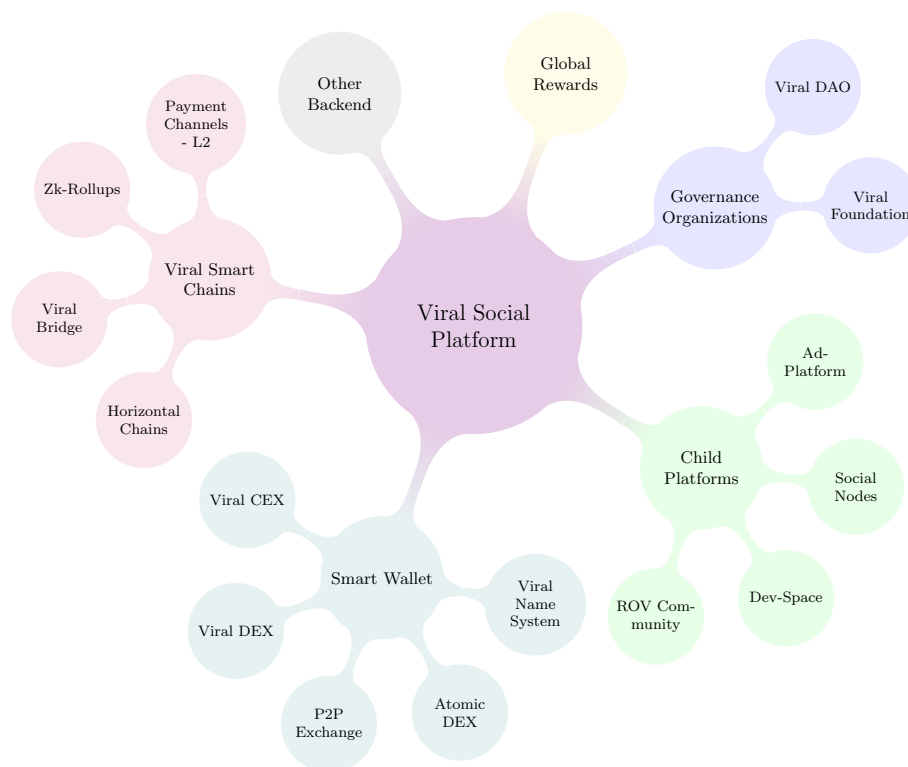 Viral Social
Platform
Other
Backend
Global
Rewards
Governance
Organizations
Viral DAO
Viral
Foundation
Child
Platforms
Ad-
Platform
Social
Nodes
Dev-Space
ROV Com-
munity
Smart Wallet
Viral
Name
System
Atomic
DEX
P2P
Exchange
Viral DEX
Viral CEX
Viral Smart
Chains
Horizontal
Chains
Viral
Bridge
Zk-Rollups
Payment
Channels
- L2